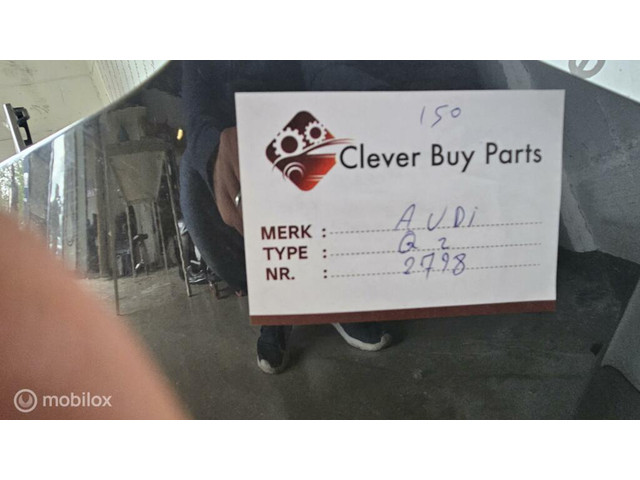 150
Clever Buy Parts
MERK : AUDi
TYPE : Q2
NR. : 2798
mobilox